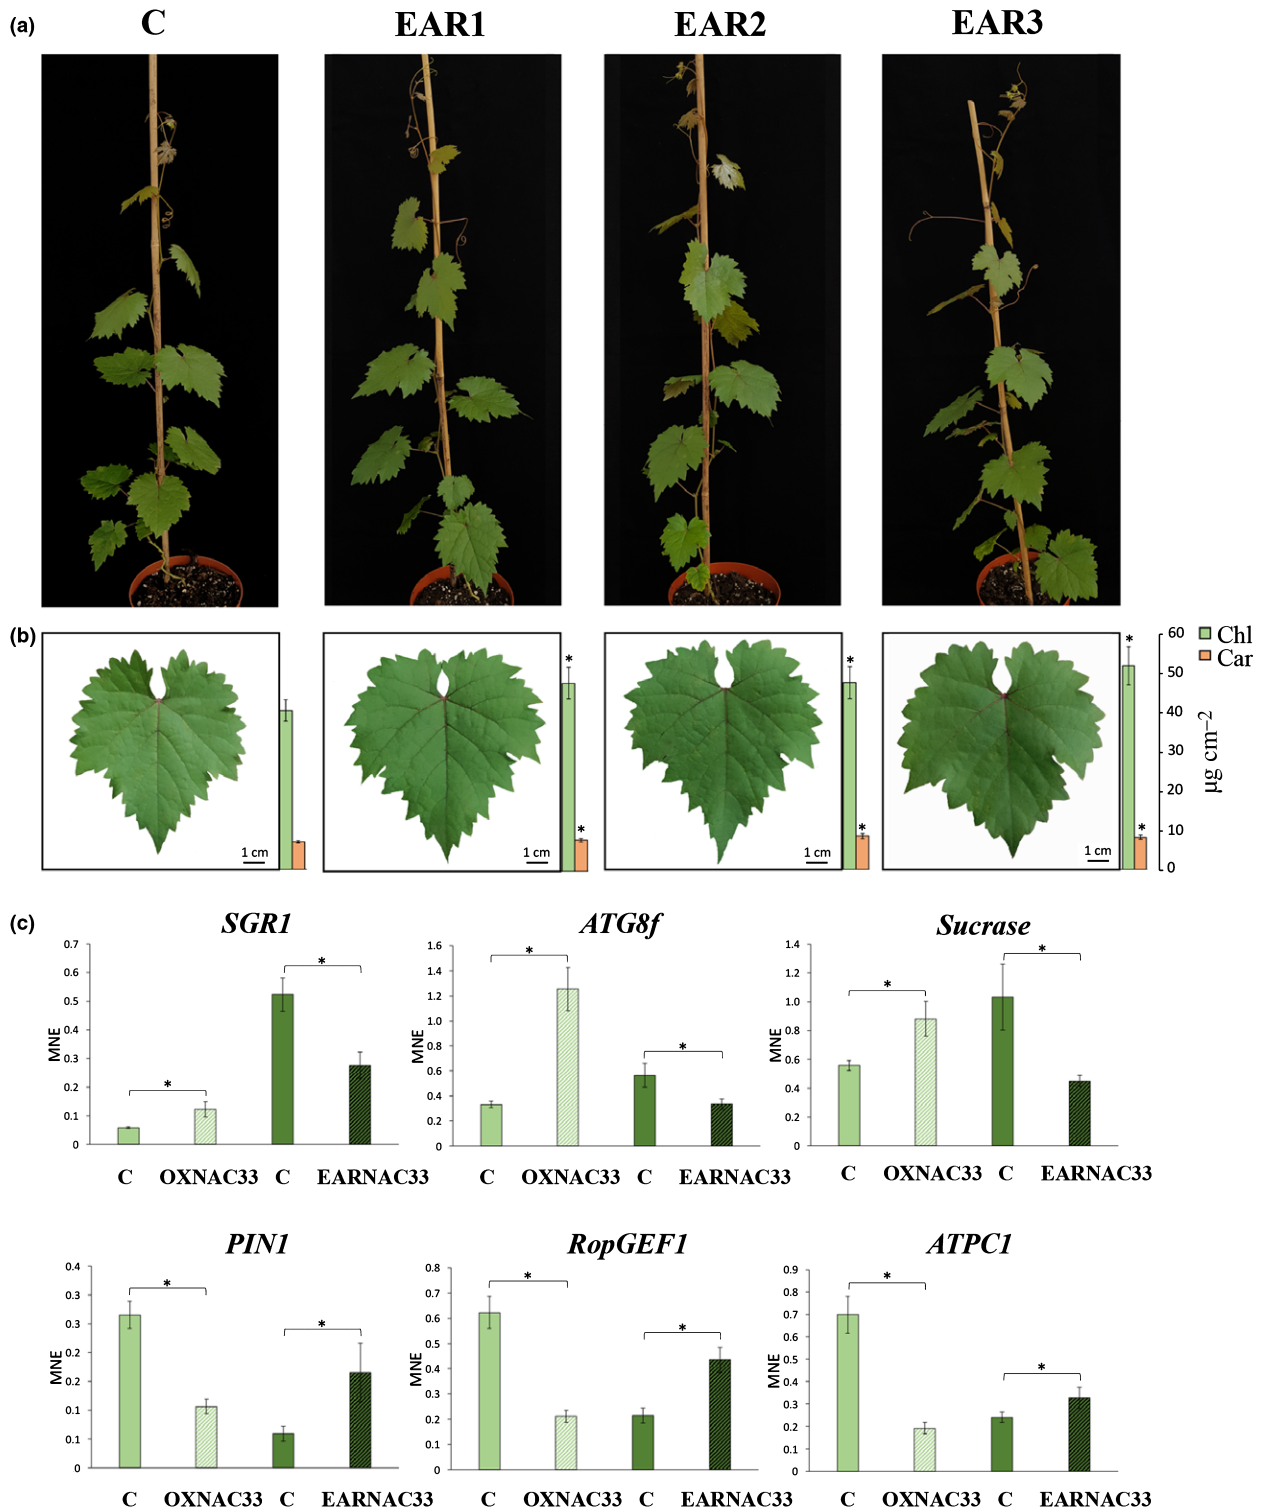 (a) C EAR1 EAR2 EAR3
(b)
* * * * * *
1 cm 1 cm 1 cm 1 cm
60
50
40
30
20
10
0
µg cm−2
Chl
Car
(c)
SGR1
0.7
0.6
0.5
0.4
0.3
0.2
0.1
0
MNE
* *
C OXNAC33 C EARNAC33
ATG8f
1.6
1.4
1.2
1.0
0.8
0.6
0.4
0.2
0
MNE
* *
C OXNAC33 C EARNAC33
Sucrase
1.4
1.2
1.0
0.8
0.6
0.4
0.2
0
* *
C OXNAC33 C EARNAC33
PIN1
0.4
0.3
0.3
0.2
0.2
0.1
0.1
0
MNE
* *
C OXNAC33 C EARNAC33
RopGEF1
0.8
0.7
0.6
0.5
0.4
0.3
0.2
0.1
0
MNE
* *
C OXNAC33 C EARNAC33
ATPC1
0.9
0.8
0.7
0.6
0.5
0.4
0.3
0.2
0.1
0
MNE
* *
C OXNAC33 C EARNAC33